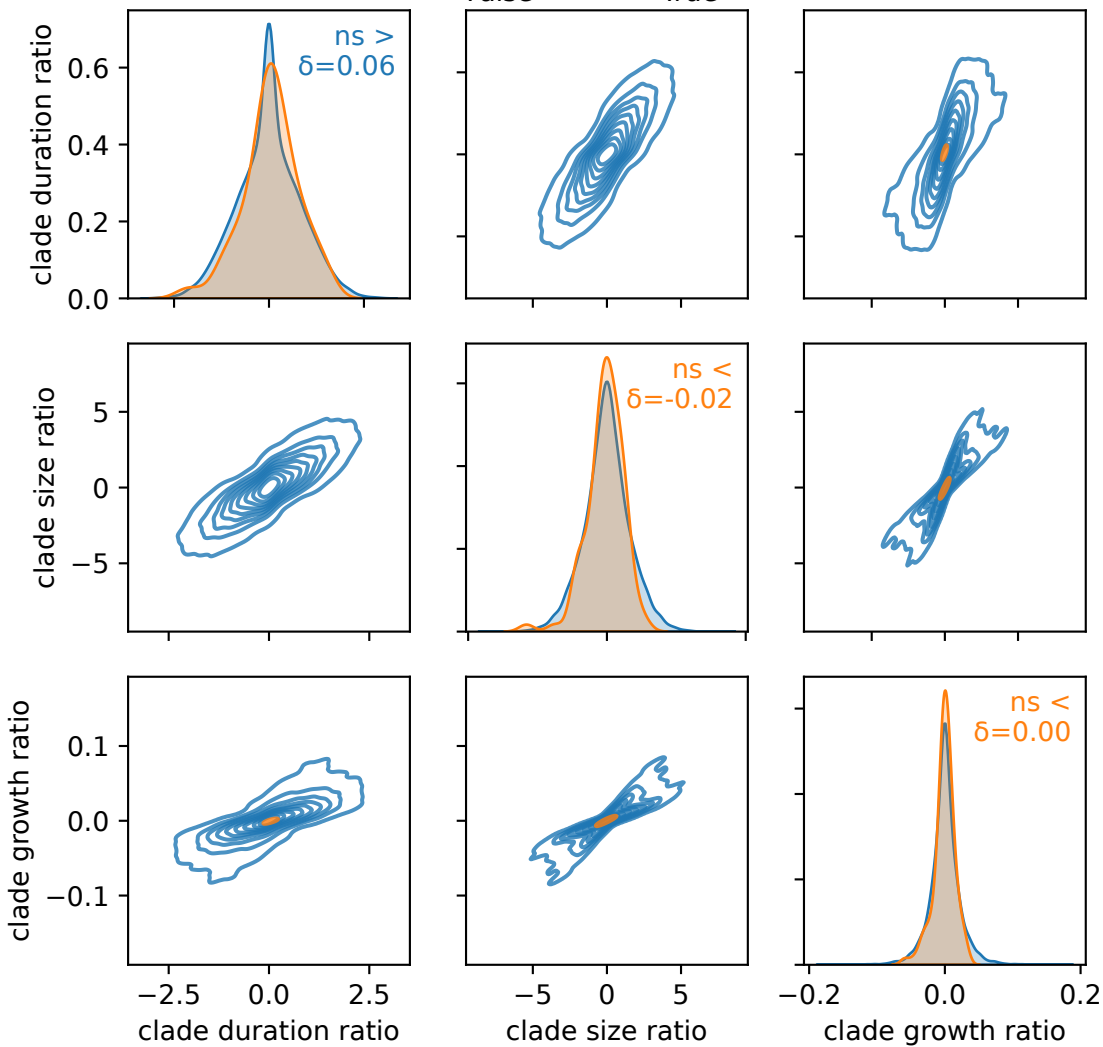 clade duration ratio
0.6
0.4
0.2
0.0
ns >
δ=0.06
clade size ratio
5
0
−5
ns <
δ=-0.02
clade growth ratio
0.1
0.0
−0.1
ns <
δ=0.00
−2.5
0.0
2.5
clade duration ratio
−5
0
5
clade size ratio
−0.2
0.0
0.2
clade growth ratio